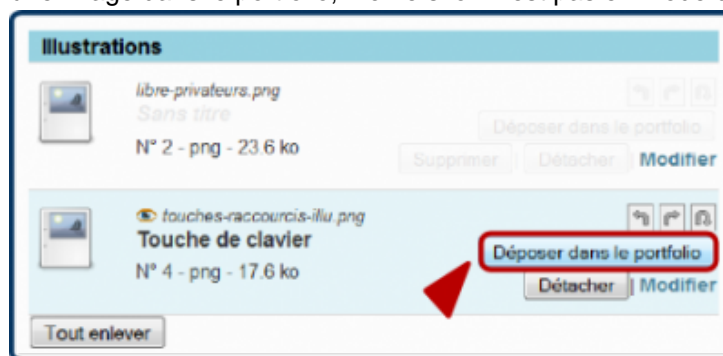 Illustrations
libre-privateurs.png
Sans titre
Déposer dans le portfolio
N° 2 - png - 23.6 ko
Supprimer | Détacher | Modifier
touches-raccourcis-illu.png
Touche de clavier
Déposer dans le portfolio
N° 4 - png - 17.6 ko
Détacher | Modifier
Tout enlever